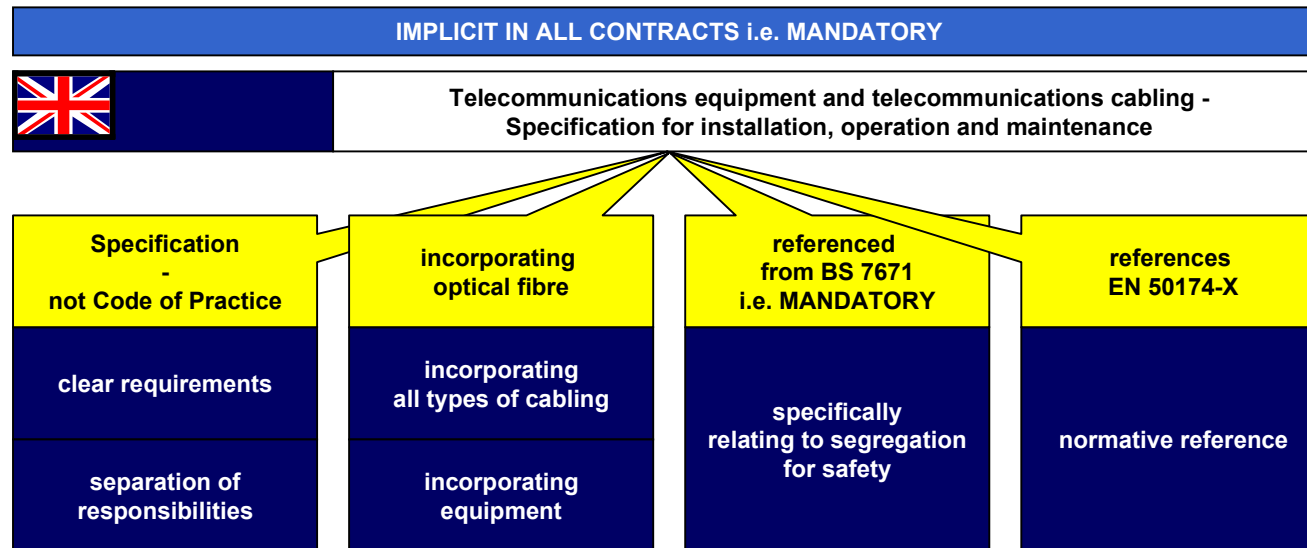 IMPLICIT IN ALL CONTRACTS i.e. MANDATORY
Telecommunications equipment and telecommunications cabling -
Specification for installation, operation and maintenance
Specification
-
not Code of Practice
clear requirements
separation of
responsibilities
incorporating
optical fibre
incorporating
all types of cabling
incorporating
equipment
referenced
from BS 7671
i.e. MANDATORY
specifically
relating to segregation
for safety
references
EN 50174-X
normative reference